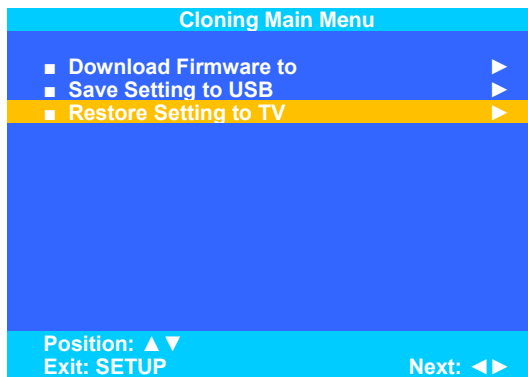 Cloning Main Menu
■ Download Firmware to ►
■ Save Setting to USB ►
■ Restore Setting to TV ►
Position: ▲▼
Exit: SETUP Next: ◄►